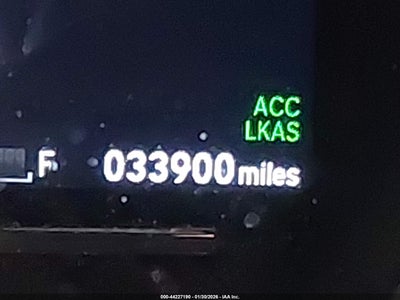 ACC
LKAS
F 033900 miles
000-44227190 - 01/30/2026 - IAA Inc.